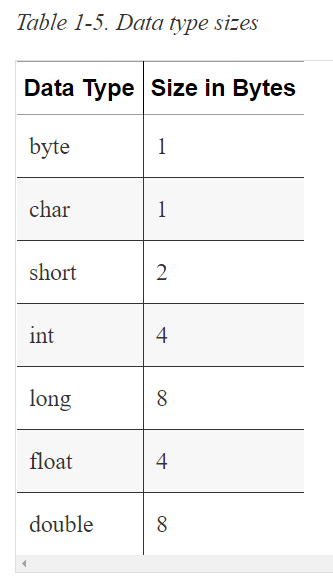 Table 1-5. Data type sizes
Data Type Size in Bytes
byte 1
char 1
short 2
int 4
long 8
float 4
double 8